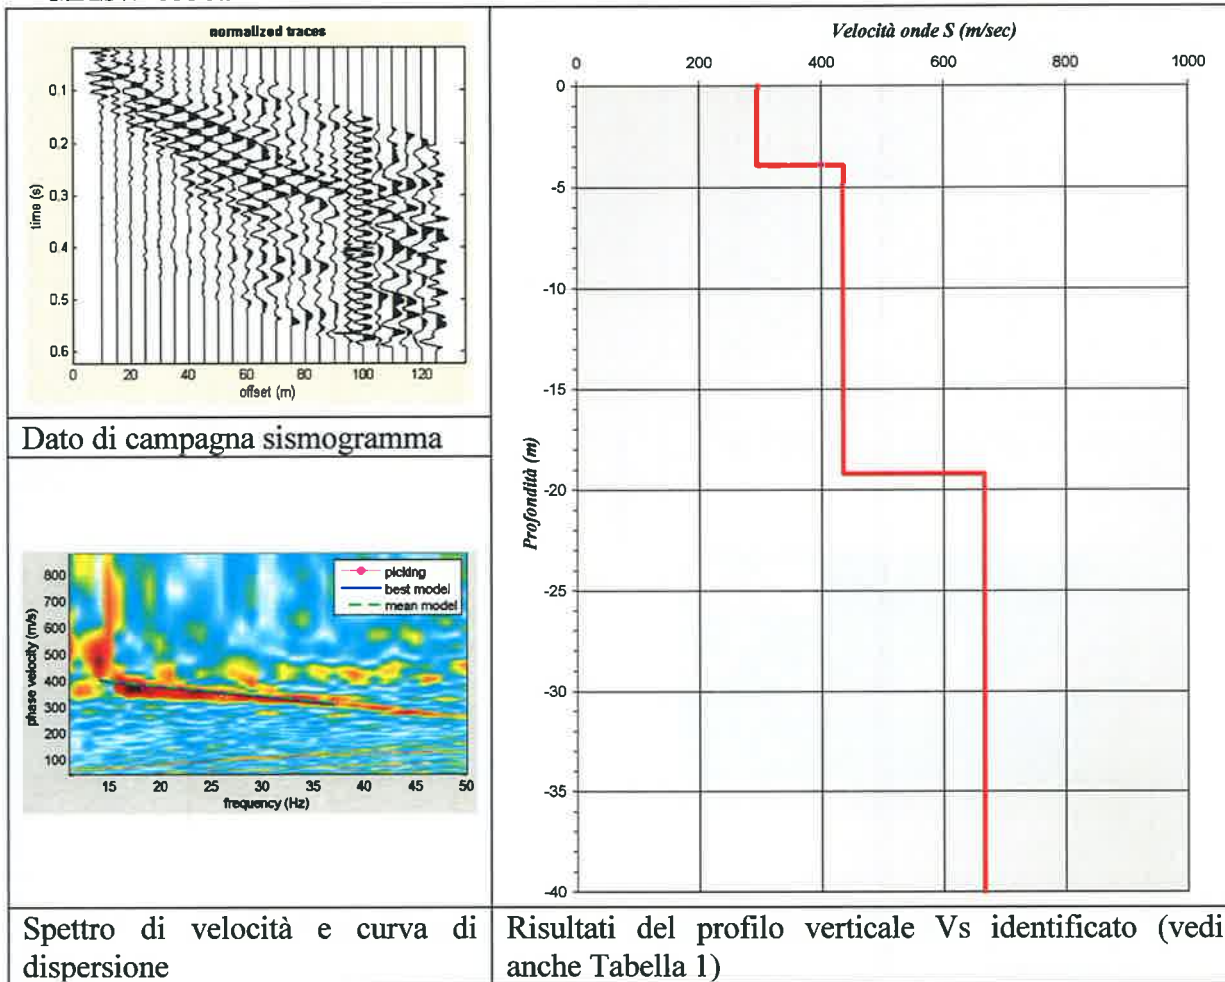 normalized traces
time (s)
0.1
0.2
0.3
0.4
0.5
0.6
0 20 40 60 80 100 120
offset (m)
Dato di campagna sismogramma
picking
best model
mean model
phase velocity (m/s)
800
700
600
500
400
300
200
100
15 20 25 30 35 40 45 50
frequency (Hz)
Spettro di velocità e curva di
dispersione
Velocità onde S (m/sec)
0 200 400 600 800 1000
Profondità (m)
0
-5
-10
-15
-20
-25
-30
-35
-40
Risultati del profilo verticale Vs identificato (vedi
anche Tabella 1)